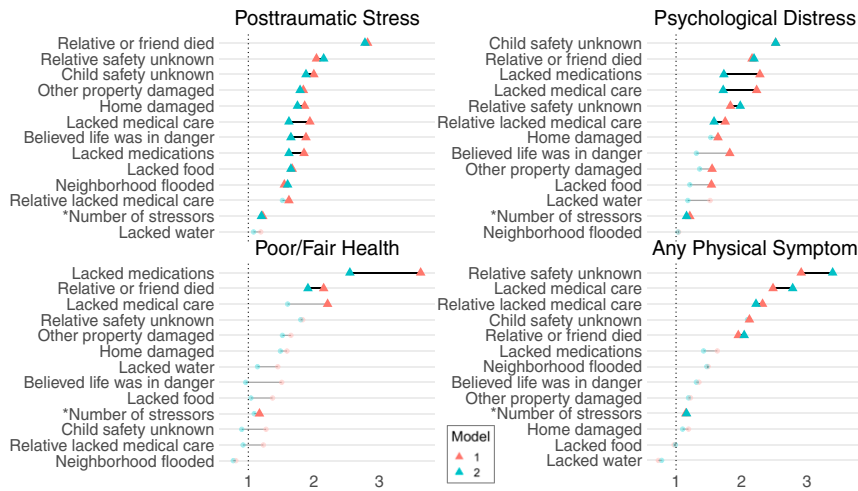 Posttraumatic Stress
Relative or friend died
Relative safety unknown
Child safety unknown
Other property damaged
Home damaged
Lacked medical care
Believed life was in danger
Lacked medications
Lacked food
Neighborhood flooded
Relative lacked medical care
*Number of stressors
Lacked water
Psychological Distress
Child safety unknown
Relative or friend died
Lacked medications
Lacked medical care
Relative safety unknown
Relative lacked medical care
Home damaged
Believed life was in danger
Other property damaged
Lacked food
Lacked water
*Number of stressors
Neighborhood flooded
Poor/Fair Health
Lacked medications
Relative or friend died
Lacked medical care
Relative safety unknown
Other property damaged
Home damaged
Lacked water
Believed life was in danger
Lacked food
*Number of stressors
Child safety unknown
Relative lacked medical care
Neighborhood flooded
1 2 3
Any Physical Symptom
Relative safety unknown
Lacked medical care
Relative lacked medical care
Child safety unknown
Relative or friend died
Lacked medications
Neighborhood flooded
Believed life was in danger
Other property damaged
*Number of stressors
Home damaged
Lacked food
Lacked water
1 2 3
Model
1
2